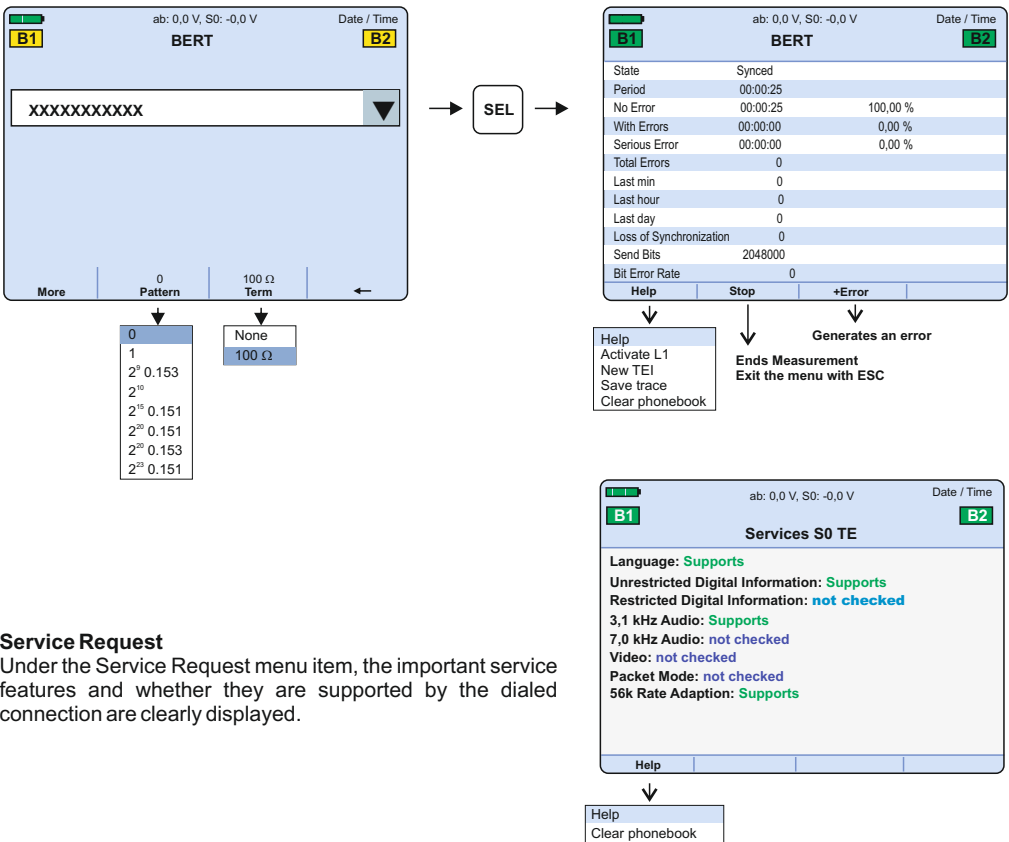 ab: 0,0 V, S0: -0,0 V Date / Time
B1 BERT B2
XXXXXXXXXXX
0 100 Ω
More Pattern Term ←
0
1
2⁹ 0.153
2¹⁰
2¹⁵ 0.151
2²⁰ 0.151
2²⁰ 0.153
2²³ 0.151
None
100 Ω
SEL
ab: 0,0 V, S0: -0,0 V Date / Time
B1 BERT B2
State Synced
Period 00:00:25
No Error 00:00:25 100,00 %
With Errors 00:00:00 0,00 %
Serious Error 00:00:00 0,00 %
Total Errors 0
Last min 0
Last hour 0
Last day 0
Loss of Synchronization 0
Send Bits 2048000
Bit Error Rate 0
Help Stop +Error
Help
Activate L1
New TEI
Save trace
Clear phonebook
Ends Measurement
Exit the menu with ESC
Generates an error
Service Request
Under the Service Request menu item, the important service
features and whether they are supported by the dialed
connection are clearly displayed.
ab: 0,0 V, S0: -0,0 V Date / Time
B1 B2
Services S0 TE
Language: Supports
Unrestricted Digital Information: Supports
Restricted Digital Information: not checked
3,1 kHz Audio: Supports
7,0 kHz Audio: not checked
Video: not checked
Packet Mode: not checked
56k Rate Adaption: Supports
Help
Help
Clear phonebook